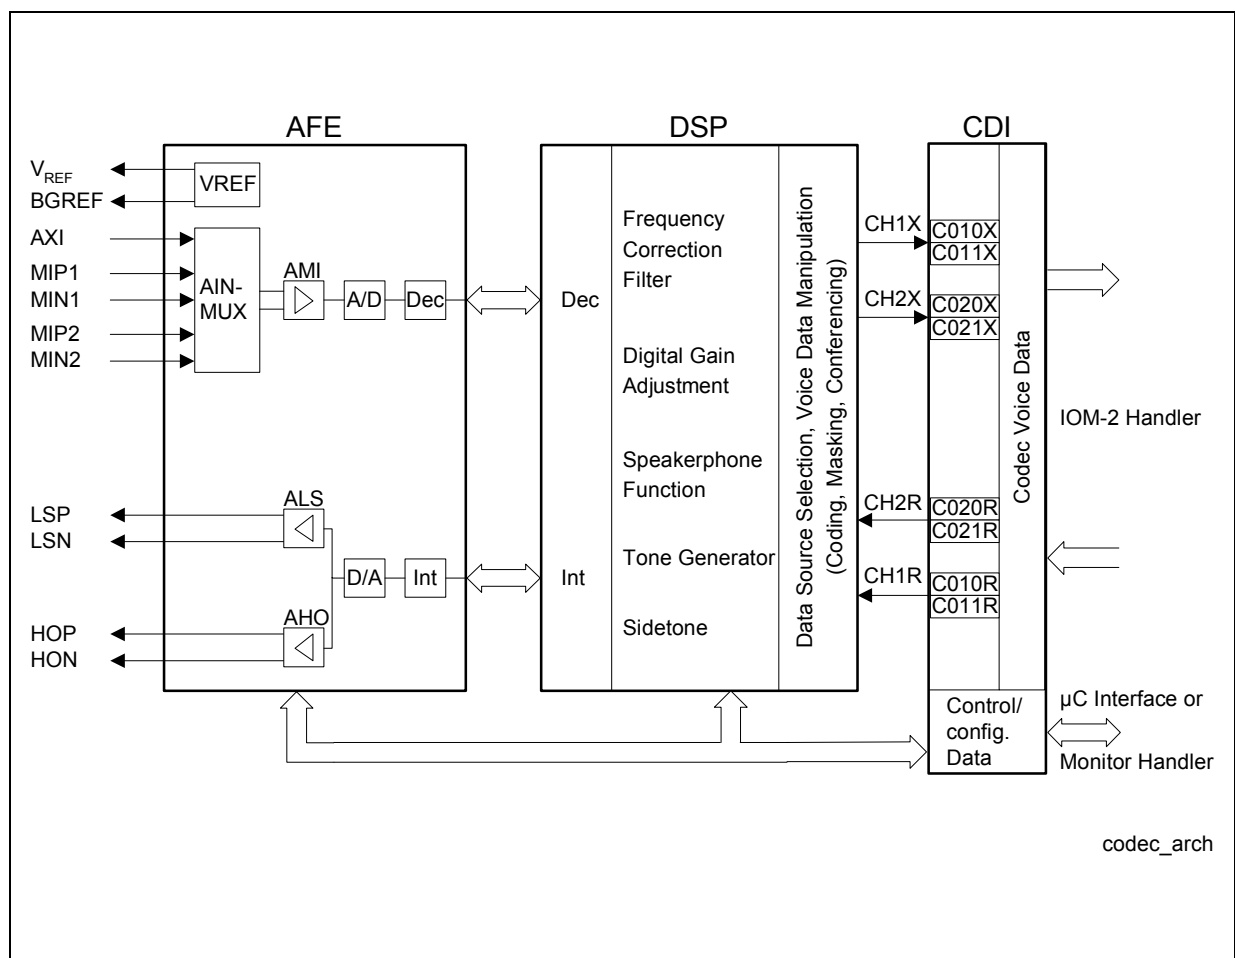 AFE
DSP
CDI
VREF
BGREF
AXI
MIP1
MIN1
MIP2
MIN2
LSP
LSN
HOP
HON
VREF
AIN-
MUX
AMI
A/D
Dec
ALS
AHO
D/A
Int
Dec
Int
Frequency
Correction
Filter
Digital Gain
Adjustment
Speakerphone
Function
Tone Generator
Sidetone
Data Source Selection, Voice Data Manipulation
(Coding, Masking, Conferencing)
CH1X
CH2X
CH2R
CH1R
C010X
C011X
C020X
C021X
C020R
C021R
C010R
C011R
Codec Voice Data
Control/
config.
Data
IOM-2 Handler
µC Interface or
Monitor Handler
codec_arch